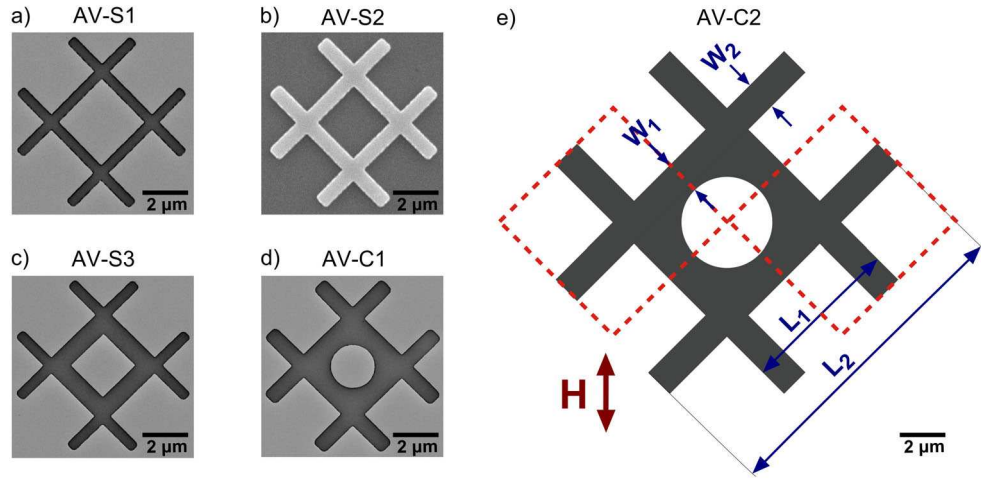 a) AV-S1
b) AV-S2
e) AV-C2
2 μm
2 μm
c) AV-S3
d) AV-C1
2 μm
2 μm
W₂
W₁
L₁
L₂
H
2 μm